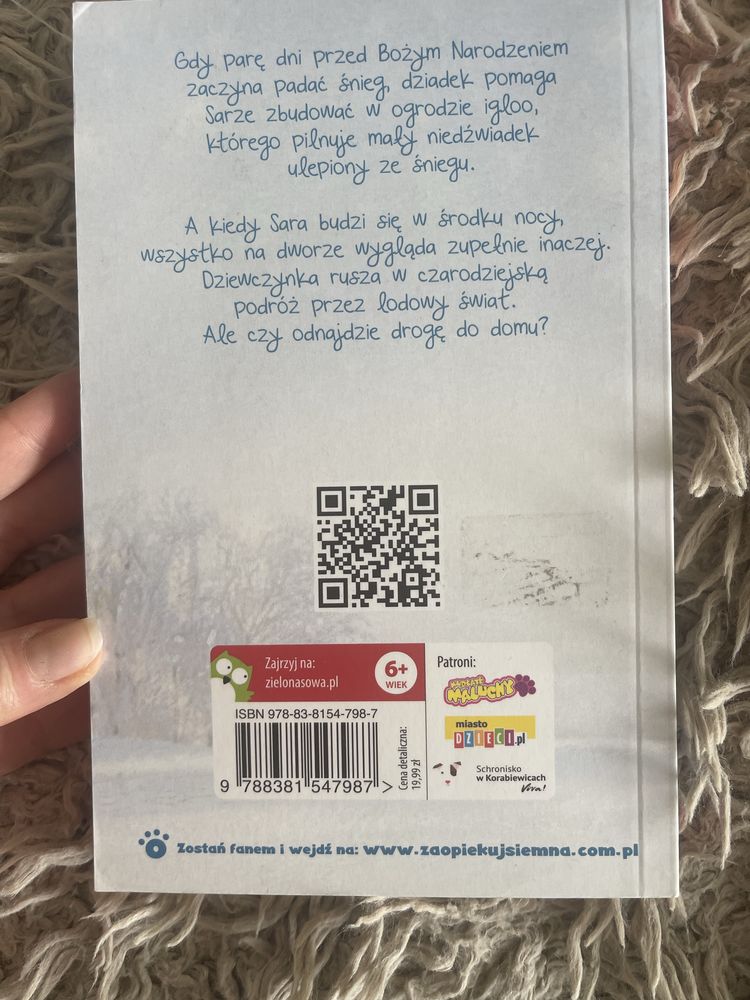 Gdy parę dni przed Bożym Narodzeniem
zaczyna padać śnieg, dziadek pomaga
Sarze zbudować w ogrodzie igloo,
którego pilnuje mały niedźwiadek
ulepiony ze śniegu.
A kiedy Sara budzi się w środku nocy,
wszystko na dworze wygląda zupełnie inaczej.
Dziewczynka rusza w czarodziejską
podróż przez lodowy świat.
Ale czy odnajdzie drogę do domu?
Zajrzyj na:
zielonasowa.pl
6+
WIEK
ISBN 978-83-8154-798-7
9 788381 547987 >
Cena detaliczna:
19,99 zł
Patroni:
KUDŁATE
MALUCHY
miasto
DZIECI.pl
Schronisko
w Korabiewicach
Viva!
Zostań fanem i wejdź na: www.zaopiekujsiemna.com.pl